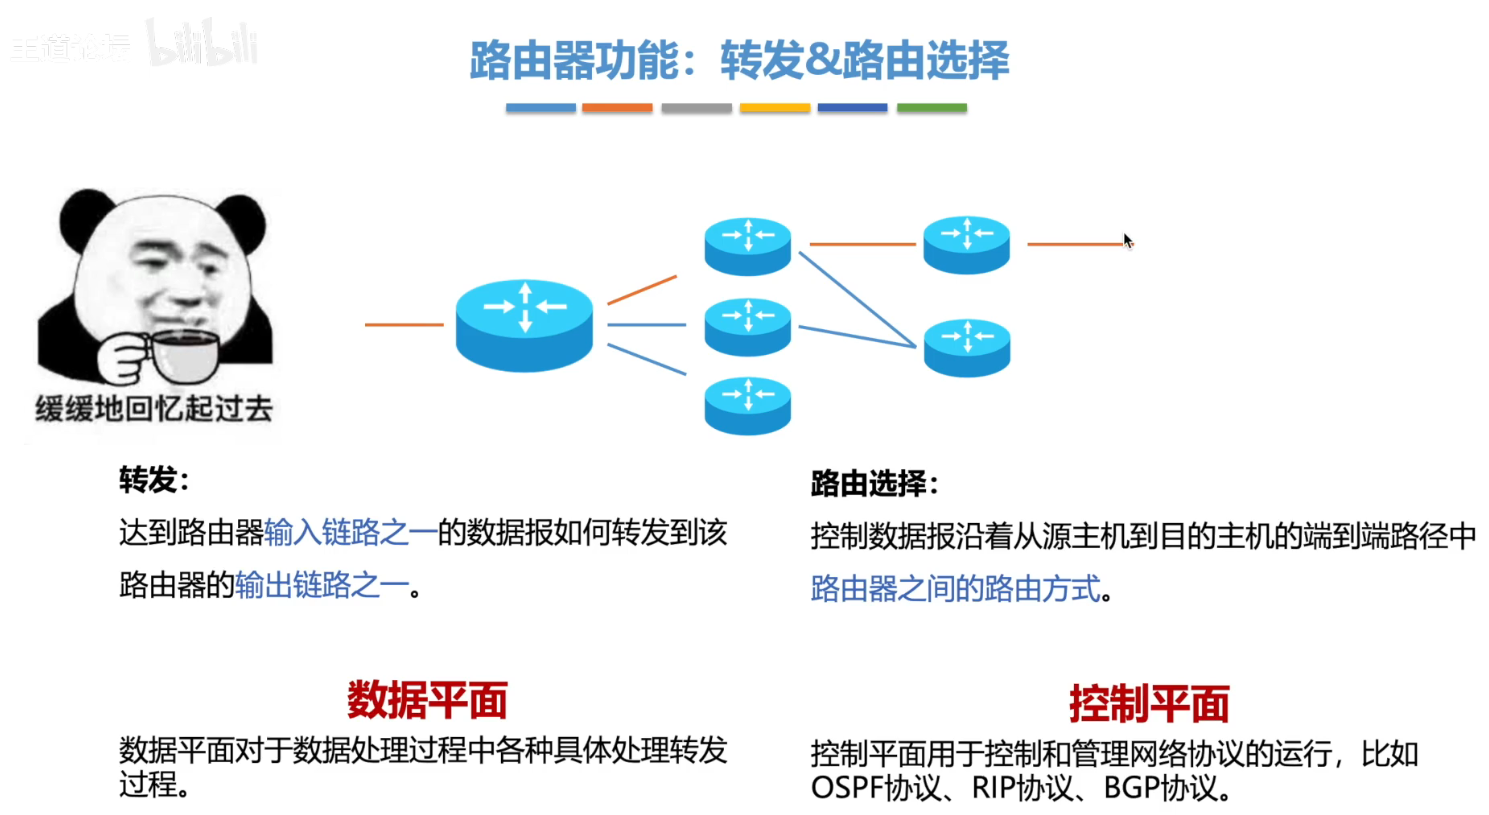 王道论坛 bilibili
路由器功能：转发&路由选择
缓缓地回忆起过去
转发：
达到路由器输入链路之一的数据报如何转发到该
路由器的输出链路之一。
数据平面
数据平面对于数据处理过程中各种具体处理转发
过程。
路由选择：
控制数据报沿着从源主机到目的主机的端到端路径中
路由器之间的路由方式。
控制平面
控制平面用于控制和管理网络协议的运行，比如
OSPF协议、RIP协议、BGP协议。